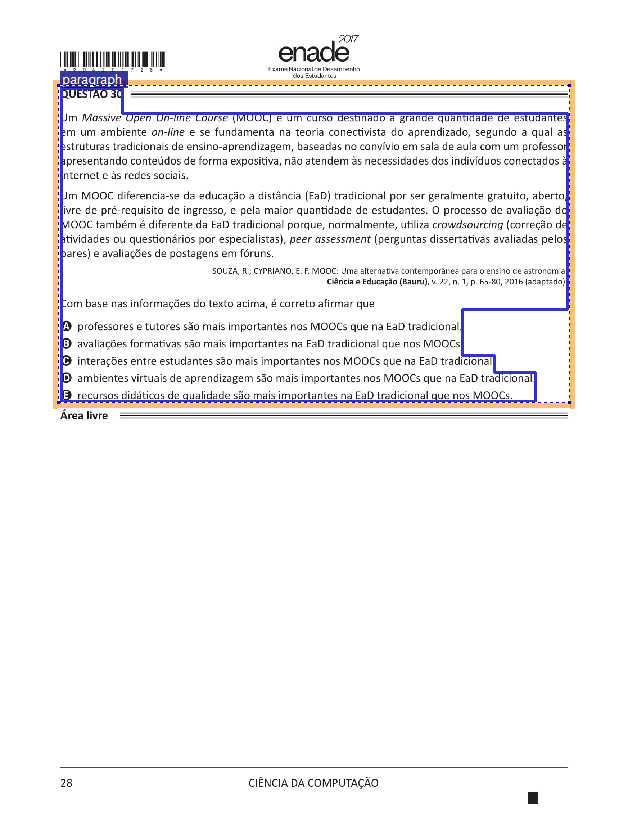 2017
enade
Exame Nacional de Desempenho
dos Estudantes
paragraph
QUESTÃO 30
Um Massive Open On-line Course (MOOC) é um curso destinado a grande quantidade de estudantes
em um ambiente on-line e se fundamenta na teoria conectivista do aprendizado, segundo a qual as
estruturas tradicionais de ensino-aprendizagem, baseadas no convívio em sala de aula com um professor
apresentando conteúdos de forma expositiva, não atendem às necessidades dos indivíduos conectados à
internet e às redes sociais.
Um MOOC diferencia-se da educação a distância (EaD) tradicional por ser geralmente gratuito, aberto,
livre de pré-requisito de ingresso, e pela maior quantidade de estudantes. O processo de avaliação do
MOOC também é diferente da EaD tradicional porque, normalmente, utiliza crowdsourcing (correção de
atividades ou questionários por especialistas), peer assessment (perguntas dissertativas avaliadas pelos
pares) e avaliações de postagens em fóruns.
SOUZA, R.; CYPRIANO, E. F. MOOC: Uma alternativa contemporânea para o ensino de astronomia.
Ciência e Educação (Bauru), v. 22, n. 1, p. 65-80, 2016 (adaptado).
Com base nas informações do texto acima, é correto afirmar que
A professores e tutores são mais importantes nos MOOCs que na EaD tradicional.
B avaliações formativas são mais importantes na EaD tradicional que nos MOOCs.
C interações entre estudantes são mais importantes nos MOOCs que na EaD tradicional.
D ambientes virtuais de aprendizagem são mais importantes nos MOOCs que na EaD tradicional.
E recursos didáticos de qualidade são mais importantes na EaD tradicional que nos MOOCs.
Área livre
28
CIÊNCIA DA COMPUTAÇÃO